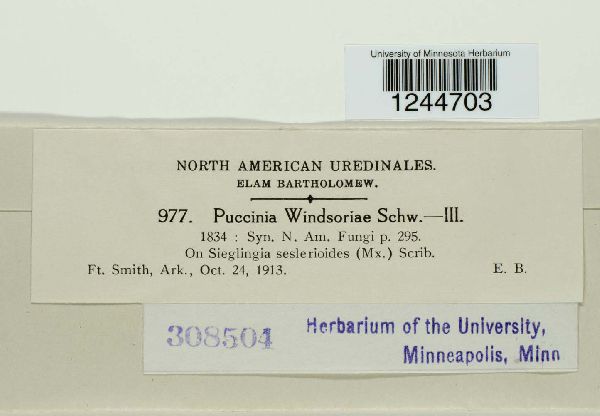 University of Minnesota Herbarium
1244703
NORTH AMERICAN UREDINALES.
ELAM BARTHOLOMEW.
977. Puccinia Windsoriae Schw.—III.
1834 : Syn. N. Am. Fungi p. 295.
On Sieglingia seslerioides (Mx.) Scrib.
Ft. Smith, Ark., Oct. 24, 1913. E. B.
308504 Herbarium of the University,
Minneapolis, Minn